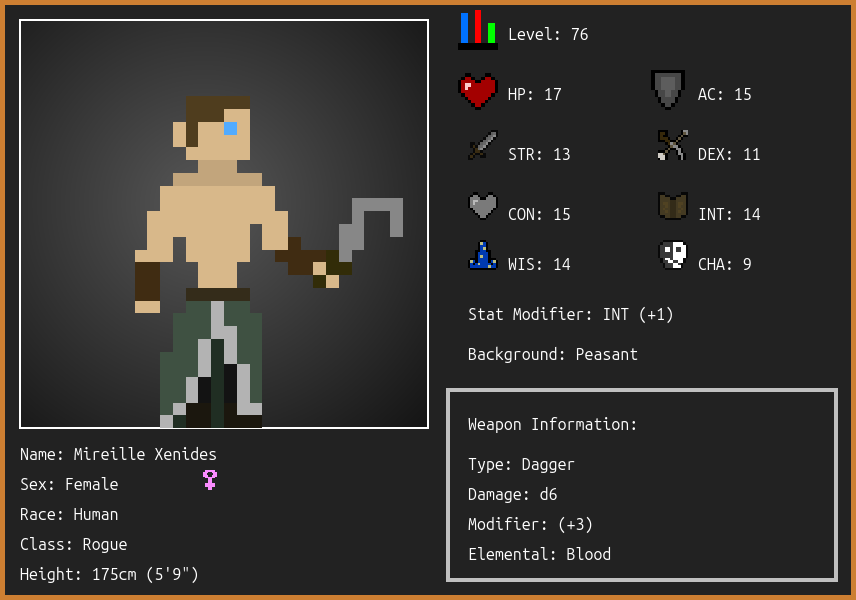 Level: 76
HP: 17
AC: 15
STR: 13
DEX: 11
CON: 15
INT: 14
WIS: 14
CHA: 9
Stat Modifier: INT (+1)
Background: Peasant
Weapon Information:
Type: Dagger
Damage: d6
Modifier: (+3)
Elemental: Blood
Name: Mireille Xenides
Sex: Female
Race: Human
Class: Rogue
Height: 175cm (5'9")